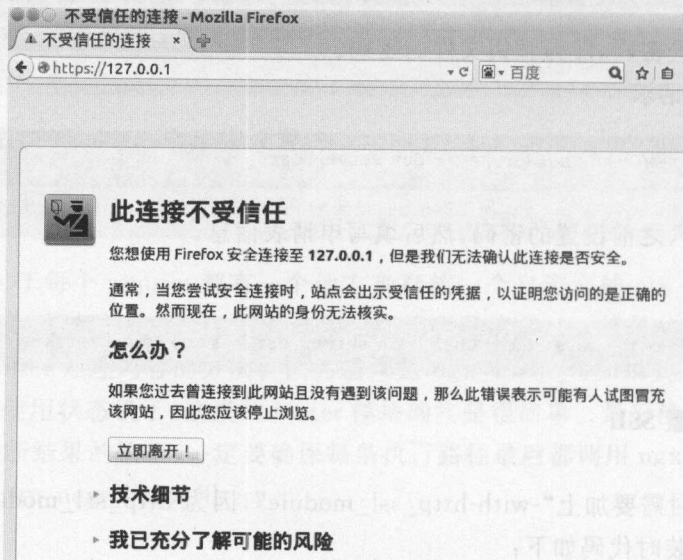 不受信任的连接 - Mozilla Firefox
不受信任的连接 ×
https://127.0.0.1 百度
此连接不受信任
您想使用 Firefox 安全连接至 127.0.0.1，但是我们无法确认此连接是否安全。
通常，当您尝试安全连接时，站点会出示受信任的凭据，以证明您访问的是正确的
位置。然而现在，此网站的身份无法核实。
怎么办？
如果您过去曾连接到此网站且没有遇到该问题，那么此错误表示可能有人试图冒充
该网站，因此您应该停止浏览。
立即离开！
技术细节
我已充分了解可能的风险